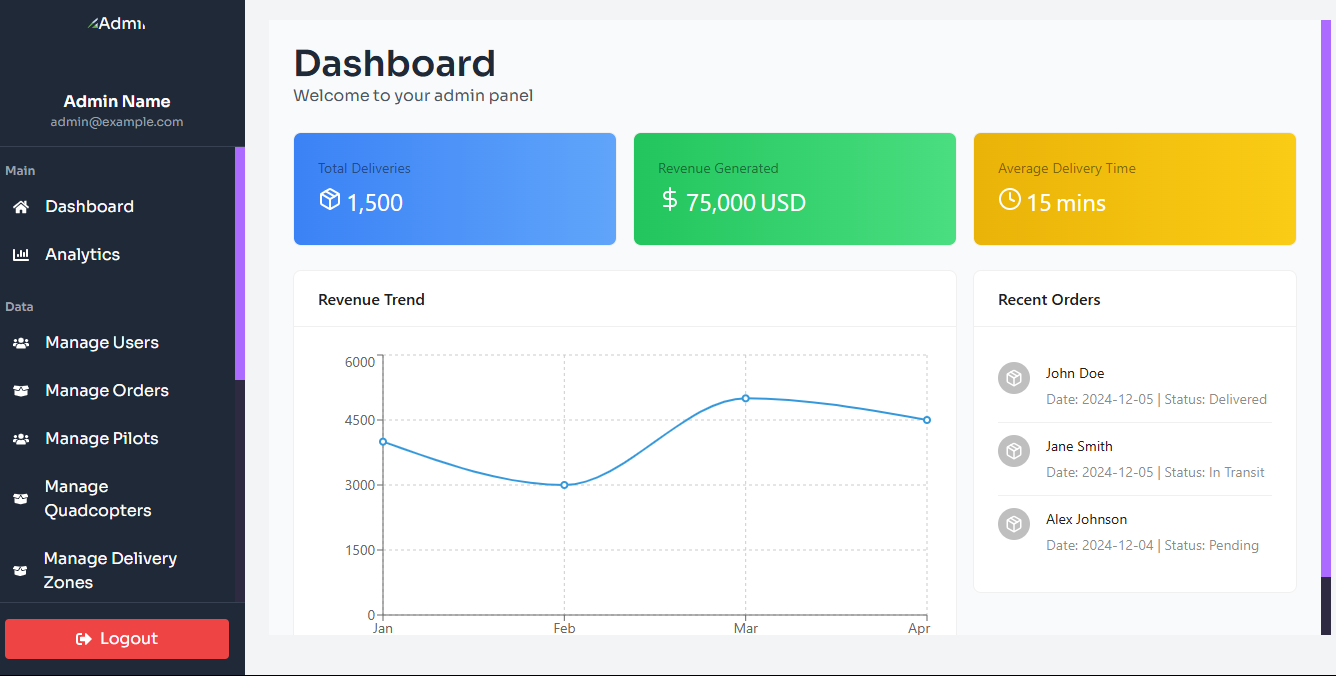 Admin Name
admin@example.com
Main
Dashboard
Analytics
Data
Manage Users
Manage Orders
Manage Pilots
Manage
Quadcopters
Manage Delivery
Zones
Logout
Dashboard
Welcome to your admin panel
Total Deliveries
1,500
Revenue Generated
$ 75,000 USD
Average Delivery Time
15 mins
Revenue Trend
6000
4500
3000
1500
0
Jan Feb Mar Apr
Recent Orders
John Doe
Date: 2024-12-05 | Status: Delivered
Jane Smith
Date: 2024-12-05 | Status: In Transit
Alex Johnson
Date: 2024-12-04 | Status: Pending